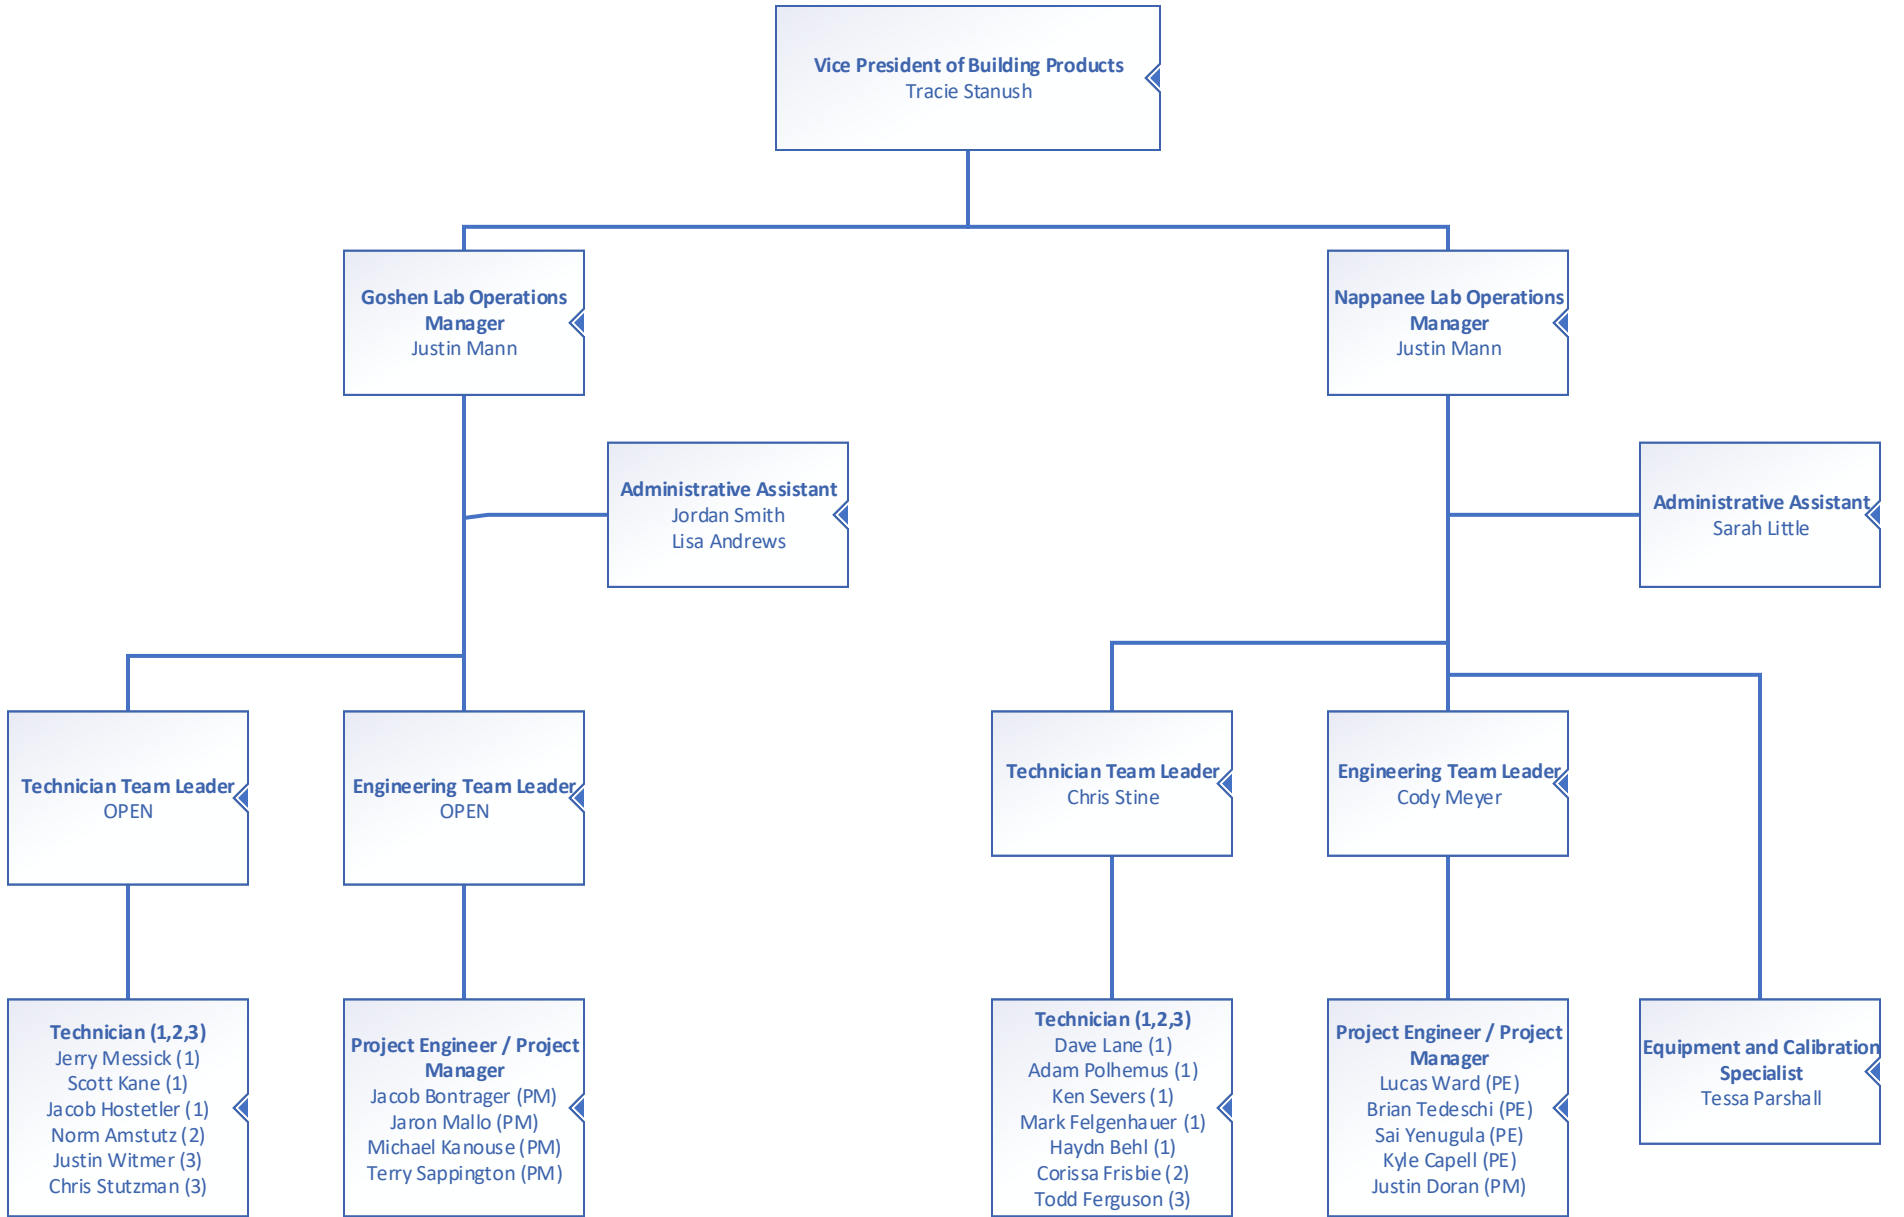 Vice President of Building Products
Tracie Stanush
Goshen Lab Operations
Manager
Justin Mann
Nappanee Lab Operations
Manager
Justin Mann
Administrative Assistant
Jordan Smith
Lisa Andrews
Administrative Assistant
Sarah Little
Technician Team Leader
OPEN
Engineering Team Leader
OPEN
Technician Team Leader
Chris Stine
Engineering Team Leader
Cody Meyer
Technician (1,2,3)
Jerry Messick (1)
Scott Kane (1)
Jacob Hostetler (1)
Norm Amstutz (2)
Justin Witmer (3)
Chris Stutzman (3)
Project Engineer / Project
Manager
Jacob Bontrager (PM)
Jaron Mallo (PM)
Michael Kanouse (PM)
Terry Sappington (PM)
Technician (1,2,3)
Dave Lane (1)
Adam Polhemus (1)
Ken Severs (1)
Mark Felgenhauer (1)
Haydn Behl (1)
Corissa Frisbie (2)
Todd Ferguson (3)
Project Engineer / Project
Manager
Lucas Ward (PE)
Brian Tedeschi (PE)
Sai Yenugula (PE)
Kyle Capell (PE)
Justin Doran (PM)
Equipment and Calibration
Specialist
Tessa Parshall